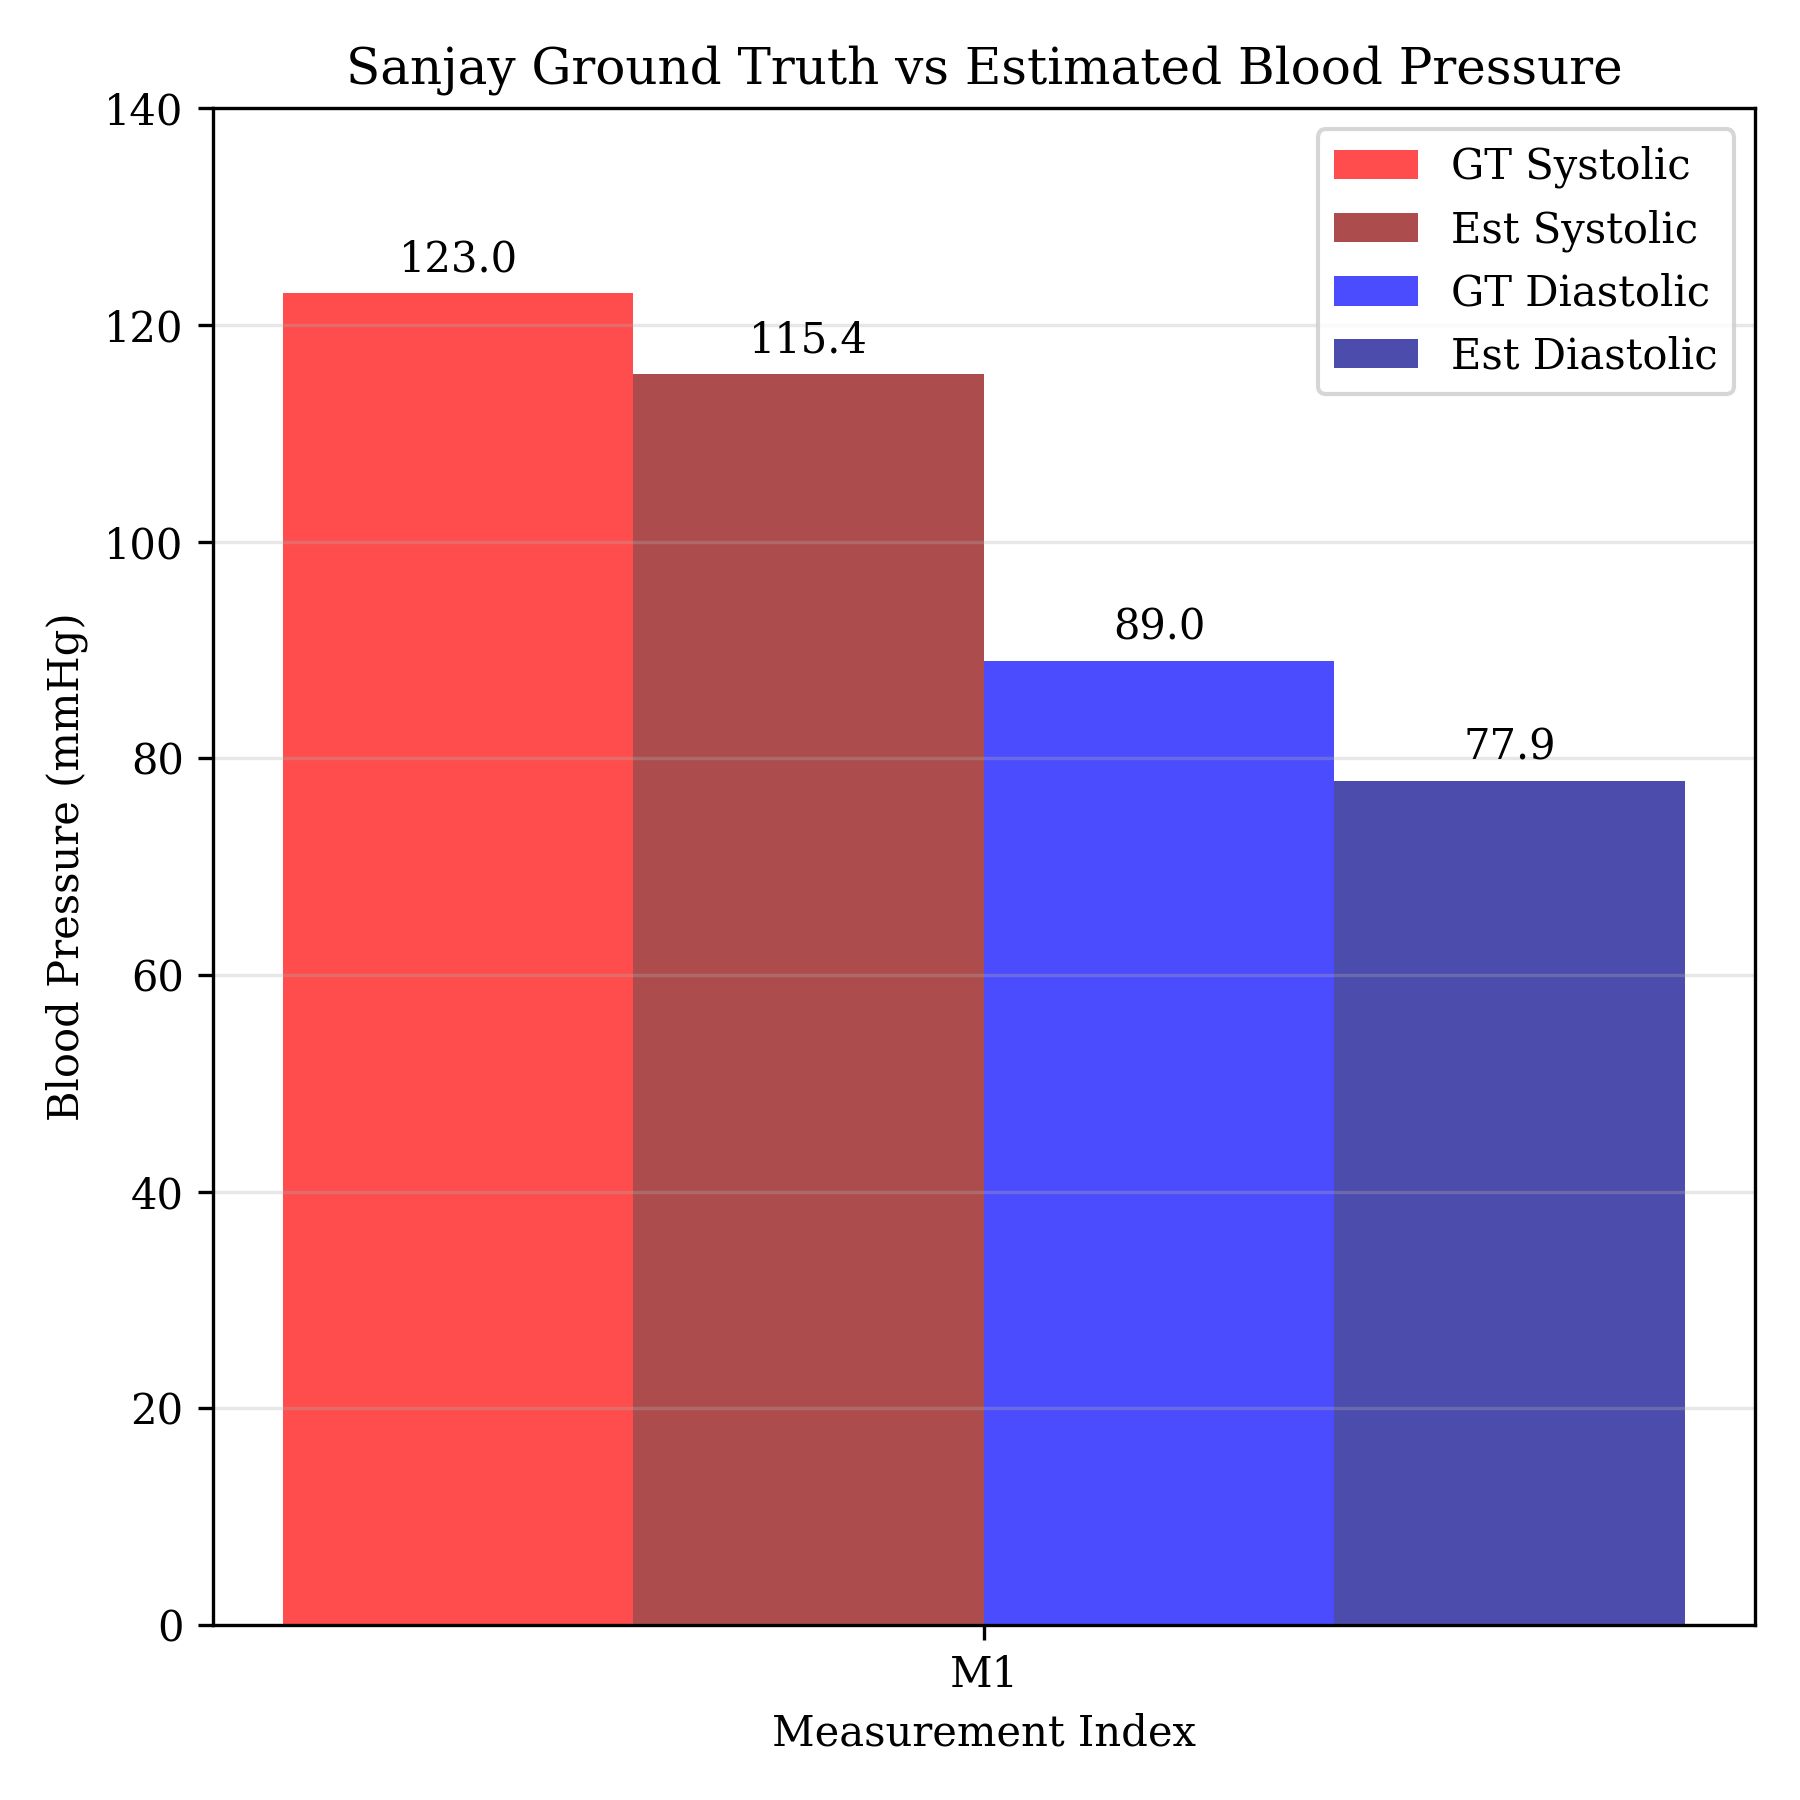 Sanjay Ground Truth vs Estimated Blood Pressure
140
120
100
80
60
40
20
0
Blood Pressure (mmHg)
123.0
115.4
89.0
77.9
GT Systolic
Est Systolic
GT Diastolic
Est Diastolic
M1
Measurement Index